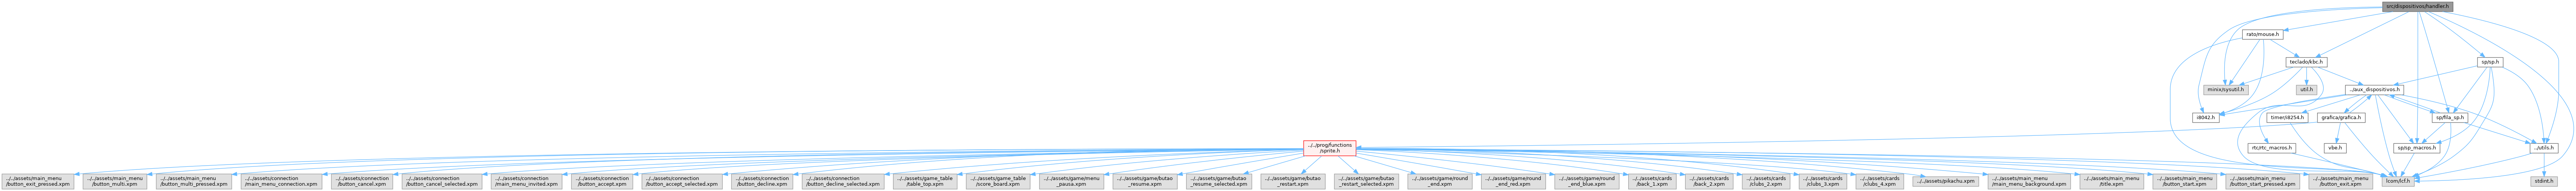 src/dispositivos/handler.h
rato/mouse.h
sp/sp.h
teclado/kbc.h
minix/sysutil.h
util.h
../aux_dispositivos.h
i8042.h
timer/i8254.h
grafica/grafica.h
sp/fila_sp.h
../../prog/functions
/sprite.h
rtc/rtc_macros.h
vbe.h
sp/sp_macros.h
../utils.h
../../assets/main_menu
/button_exit_pressed.xpm
../../assets/main_menu
/button_multi.xpm
../../assets/main_menu
/button_multi_pressed.xpm
../../assets/connection
/main_menu_connection.xpm
../../assets/connection
/button_cancel.xpm
../../assets/connection
/button_cancel_selected.xpm
../../assets/connection
/main_menu_invited.xpm
../../assets/connection
/button_accept.xpm
../../assets/connection
/button_accept_selected.xpm
../../assets/connection
/button_decline.xpm
../../assets/connection
/button_decline_selected.xpm
../../assets/game_table
/table_top.xpm
../../assets/game_table
/score_board.xpm
../../assets/game/menu
_pausa.xpm
../../assets/game/butao
_resume.xpm
../../assets/game/butao
_resume_selected.xpm
../../assets/game/butao
_restart.xpm
../../assets/game/butao
_restart_selected.xpm
../../assets/game/round
_end.xpm
../../assets/game/round
_end_red.xpm
../../assets/game/round
_end_blue.xpm
../../assets/cards
/back_1.xpm
../../assets/cards
/back_2.xpm
../../assets/cards
/clubs_2.xpm
../../assets/cards
/clubs_3.xpm
../../assets/cards
/clubs_4.xpm
../../assets/pikachu.xpm
../../assets/main_menu
/main_menu_background.xpm
../../assets/main_menu
/title.xpm
../../assets/main_menu
/button_start.xpm
../../assets/main_menu
/button_start_pressed.xpm
../../assets/main_menu
/button_exit.xpm
lcom/lcf.h
stdint.h